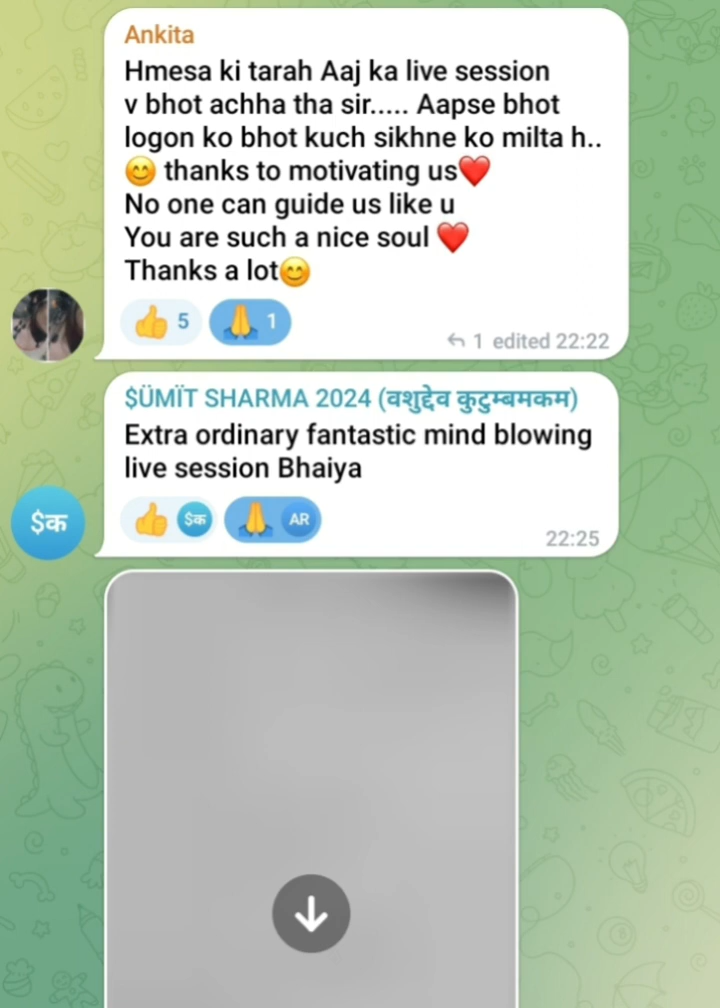 Ankita
Hmesa ki tarah Aaj ka live session
v bhot achha tha sir..... Aapse bhot
logon ko bhot kuch sikhne ko milta h..
😊 thanks to motivating us❤️
No one can guide us like u
You are such a nice soul ❤️
Thanks a lot😊
👍 5 🙏 1
1 edited 22:22
$ÜMÏT SHARMA 2024 (वशुद्देव कुटुम्बमकम)
Extra ordinary fantastic mind blowing
live session Bhaiya
$क
👍 $क 🙏 AR
22:25